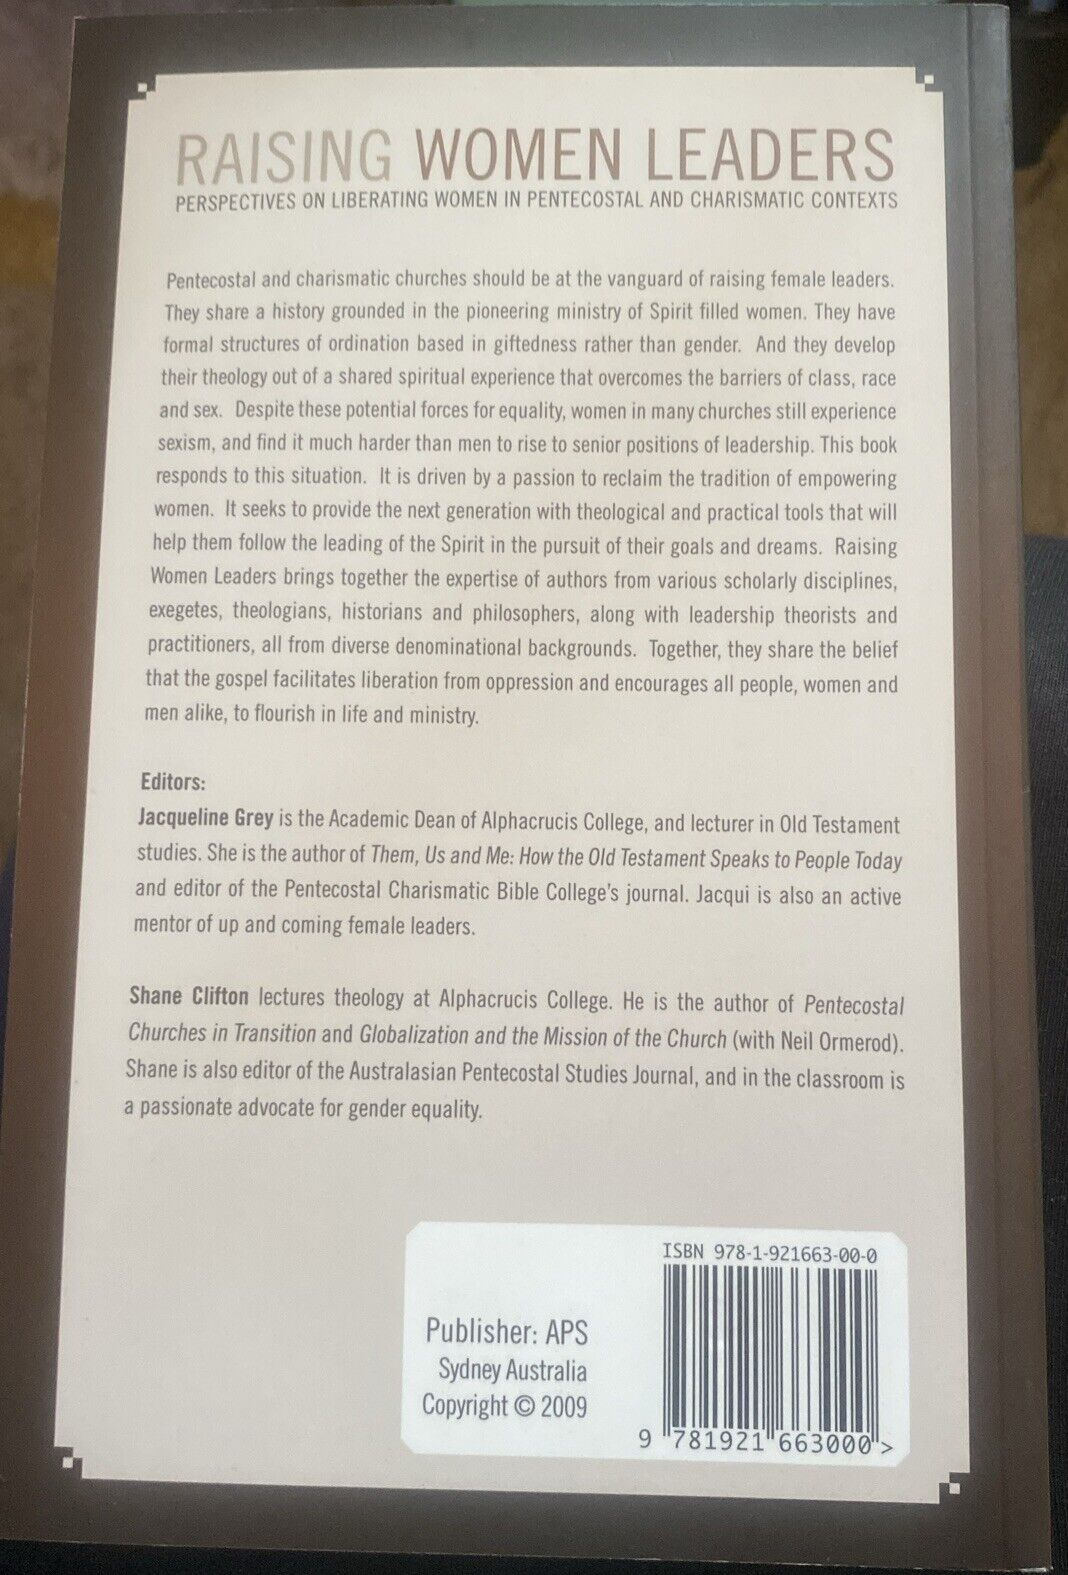 RAISING WOMEN LEADERS
PERSPECTIVES ON LIBERATING WOMEN IN PENTECOSTAL AND CHARISMATIC CONTEXTS
Pentecostal and charismatic churches should be at the vanguard of raising female leaders.
They share a history grounded in the pioneering ministry of Spirit filled women. They have
formal structures of ordination based in giftedness rather than gender. And they develop
their theology out of a shared spiritual experience that overcomes the barriers of class, race
and sex. Despite these potential forces for equality, women in many churches still experience
sexism, and find it much harder than men to rise to senior positions of leadership. This book
responds to this situation. It is driven by a passion to reclaim the tradition of empowering
women. It seeks to provide the next generation with theological and practical tools that will
help them follow the leading of the Spirit in the pursuit of their goals and dreams. Raising
Women Leaders brings together the expertise of authors from various scholarly disciplines,
exegetes, theologians, historians and philosophers, along with leadership theorists and
practitioners, all from diverse denominational backgrounds. Together, they share the belief
that the gospel facilitates liberation from oppression and encourages all people, women and
men alike, to flourish in life and ministry.
Editors:
Jacqueline Grey is the Academic Dean of Alphacrucis College, and lecturer in Old Testament
studies. She is the author of Them, Us and Me: How the Old Testament Speaks to People Today
and editor of the Pentecostal Charismatic Bible College's journal. Jacqui is also an active
mentor of up and coming female leaders.
Shane Clifton lectures theology at Alphacrucis College. He is the author of Pentecostal
Churches in Transition and Globalization and the Mission of the Church (with Neil Ormerod).
Shane is also editor of the Australasian Pentecostal Studies Journal, and in the classroom is
a passionate advocate for gender equality.
Publisher: APS
Sydney Australia
Copyright © 2009
ISBN 978-1-921663-00-0
9 781921 663000 >